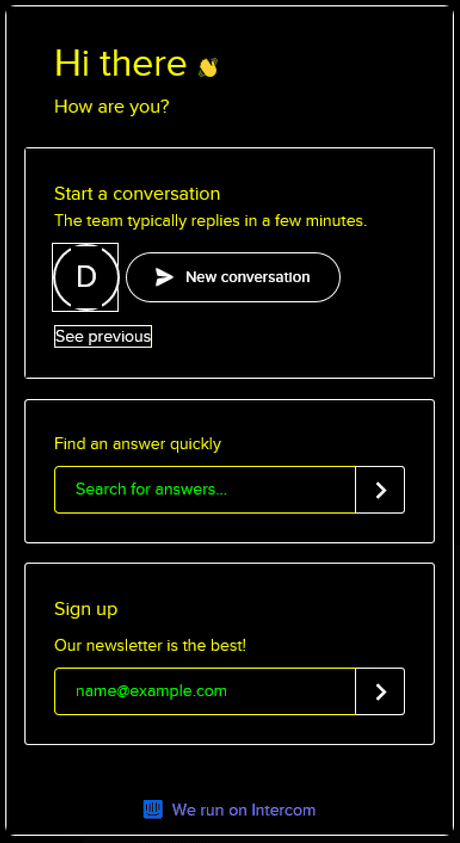 Hi there 👋
How are you?
Start a conversation
The team typically replies in a few minutes.
D
New conversation
See previous
Find an answer quickly
Search for answers...
Sign up
Our newsletter is the best!
name@example.com
We run on Intercom